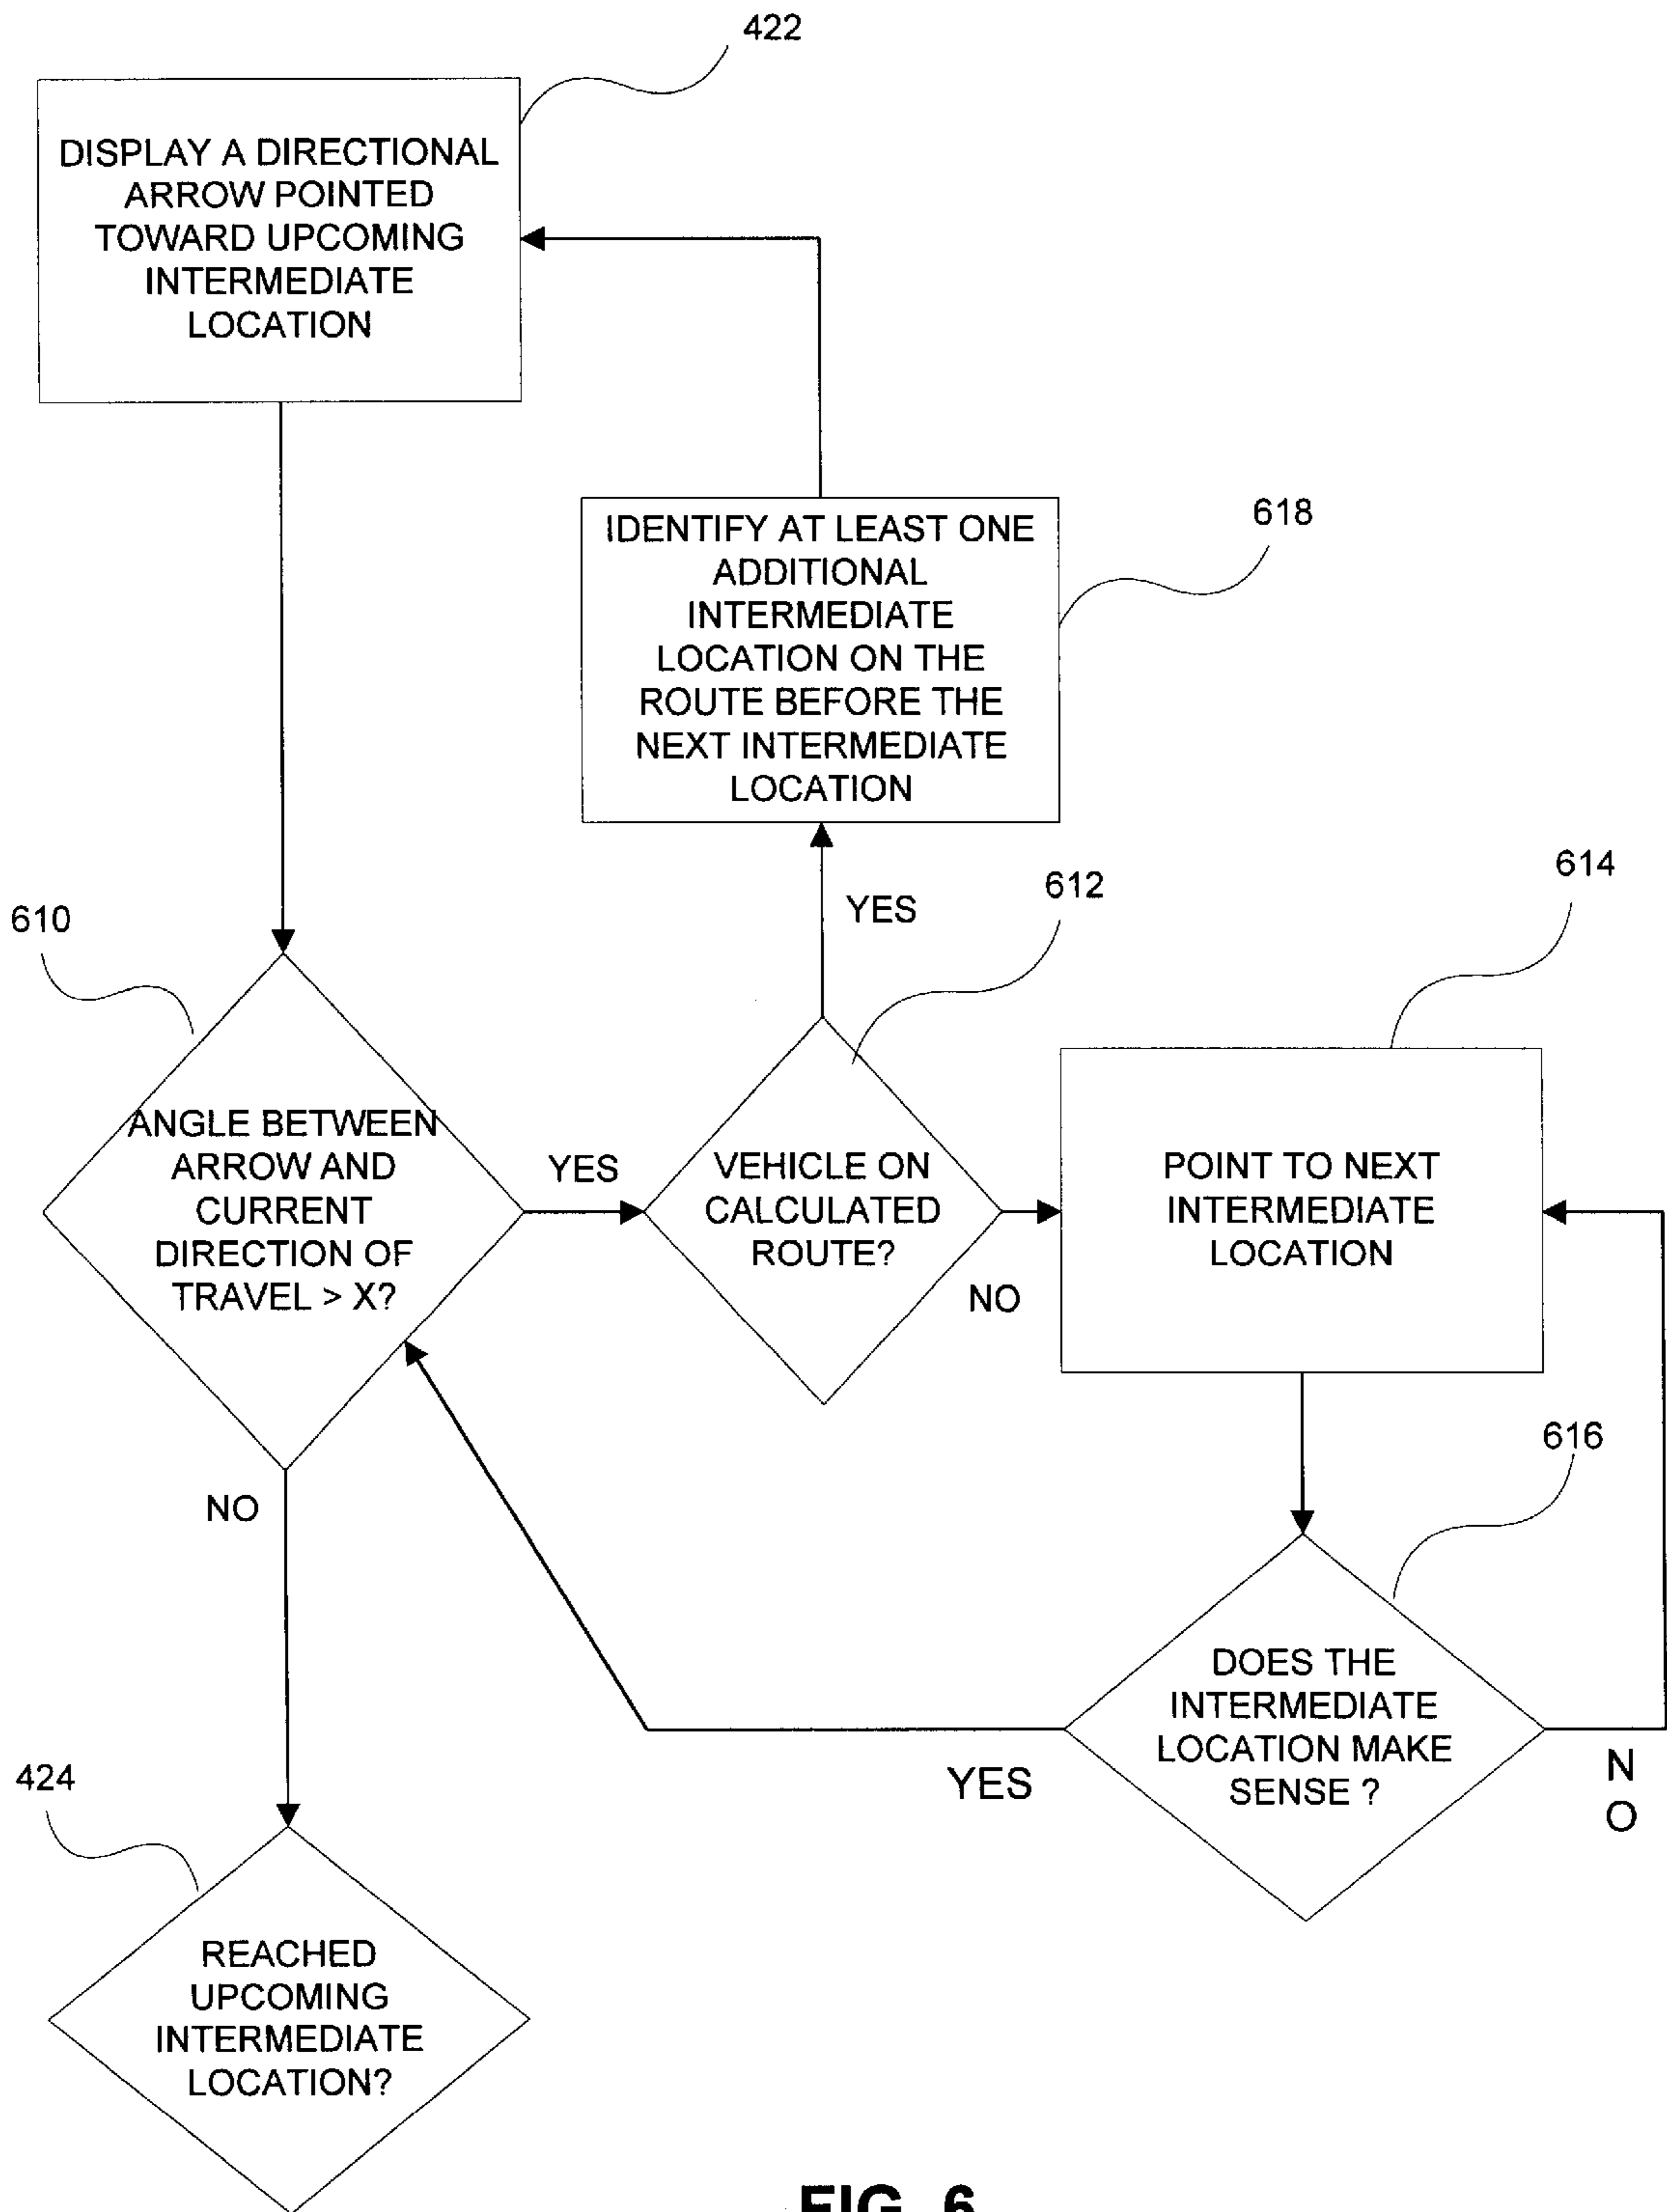 422
DISPLAY A DIRECTIONAL
ARROW POINTED
TOWARD UPCOMING
INTERMEDIATE
LOCATION
618
IDENTIFY AT LEAST ONE
ADDITIONAL
INTERMEDIATE
LOCATION ON THE
ROUTE BEFORE THE
NEXT INTERMEDIATE
LOCATION
610
ANGLE BETWEEN
ARROW AND
CURRENT
DIRECTION OF
TRAVEL > X?
YES
612
YES
VEHICLE ON
CALCULATED
ROUTE?
NO
614
POINT TO NEXT
INTERMEDIATE
LOCATION
616
DOES THE
INTERMEDIATE
LOCATION MAKE
SENSE ?
YES
N
O
NO
424
REACHED
UPCOMING
INTERMEDIATE
LOCATION?
FIG. 6